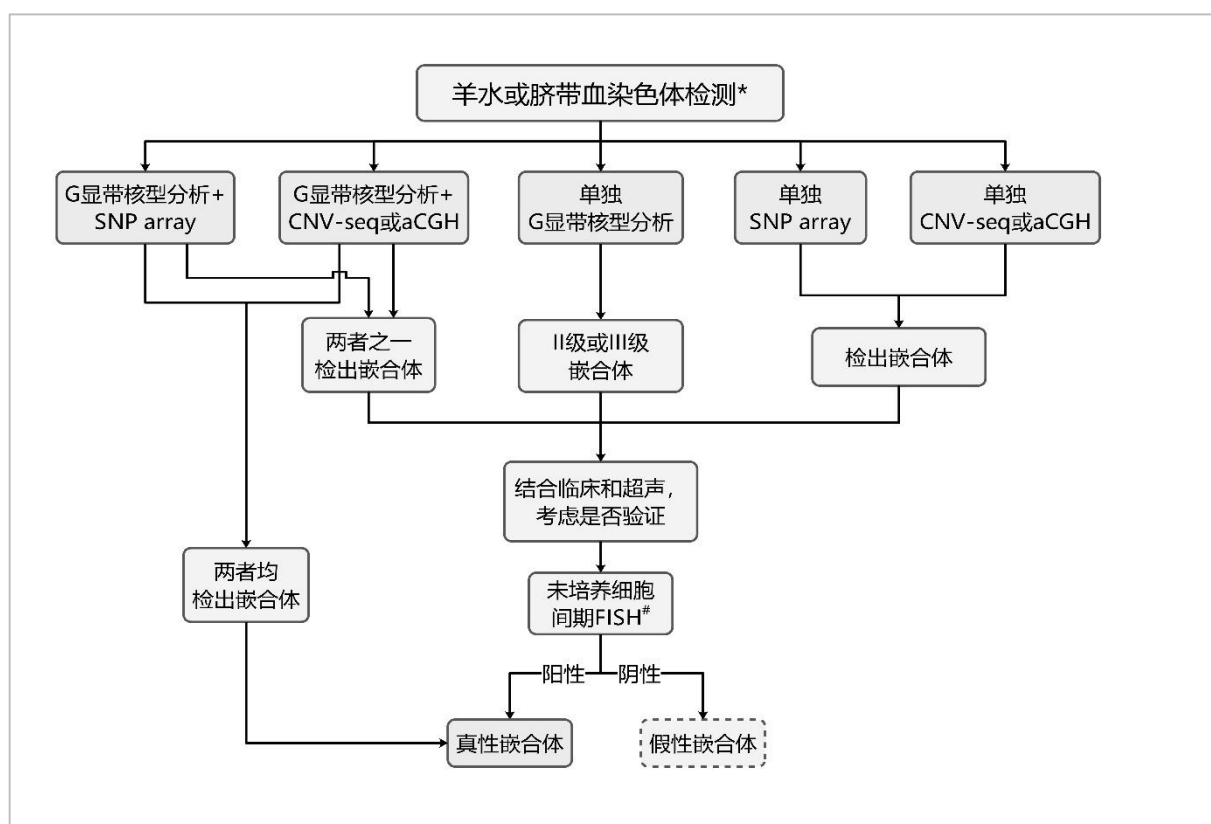 羊水或脐带血染色体检测*
G显带核型分析+
SNP array
G显带核型分析+
CNV-seq或aCGH
单独
G显带核型分析
单独
SNP array
单独
CNV-seq或aCGH
两者之一
检出嵌合体
II级或III级
嵌合体
检出嵌合体
结合临床和超声，
考虑是否验证
两者均
检出嵌合体
未培养细胞
间期FISH#
阳性
阴性
真性嵌合体
假性嵌合体